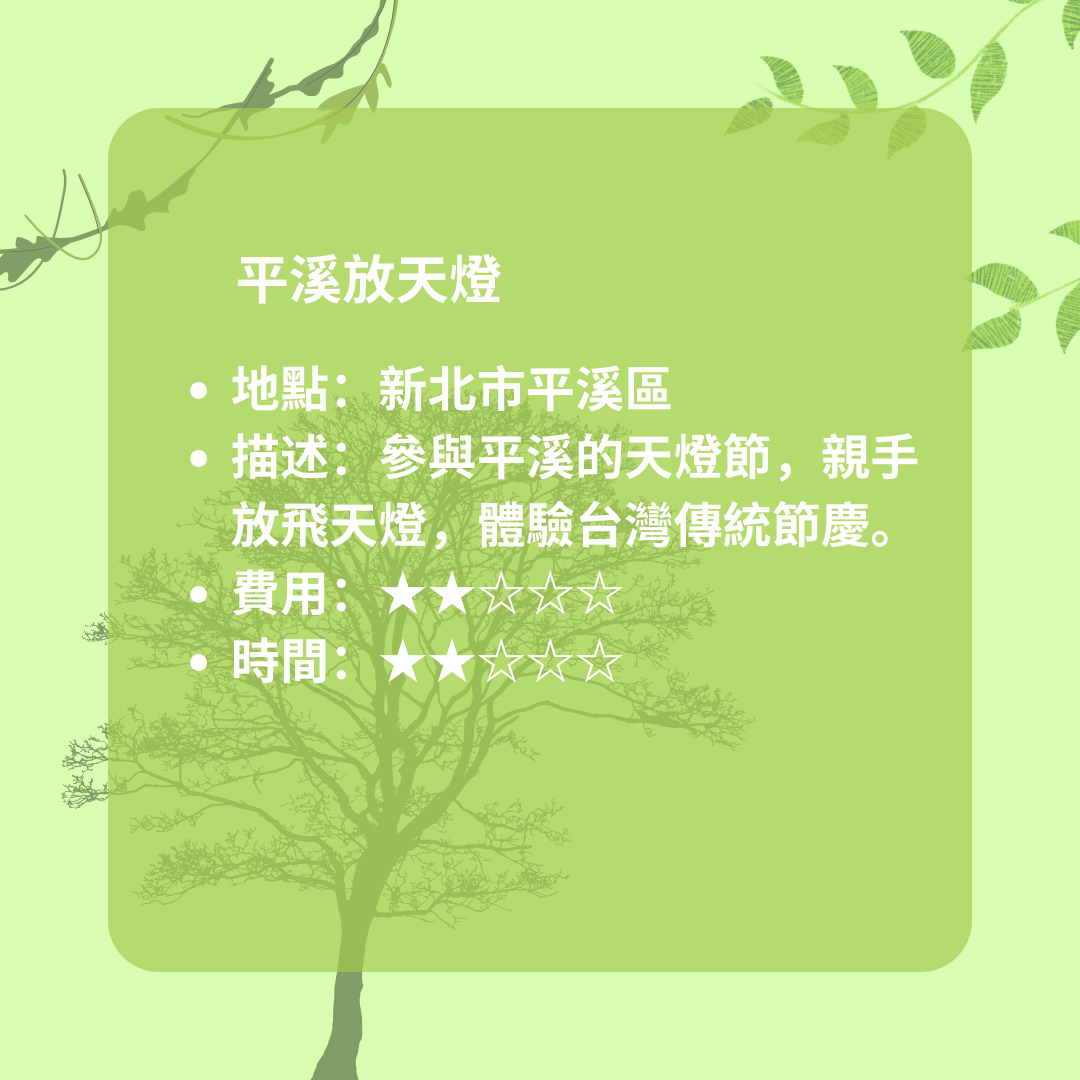 平溪放天燈
• 地點：新北市平溪區
• 描述：參與平溪的天燈節，親手
放飛天燈，體驗台灣傳統節慶。
• 費用：★★☆☆☆
• 時間：★★☆☆☆